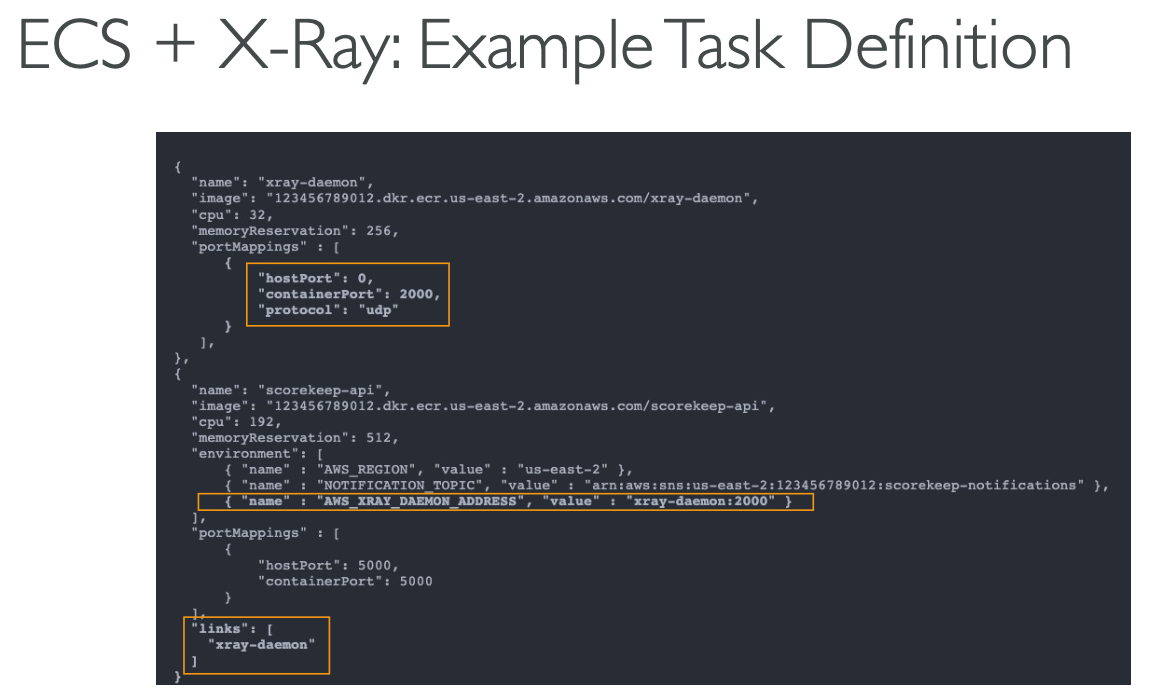 ECS + X-Ray: Example Task Definition
{
"name": "xray-daemon",
"image": "123456789012.dkr.ecr.us-east-2.amazonaws.com/xray-daemon",
"cpu": 32,
"memoryReservation": 256,
"portMappings" : [
{
"hostPort": 0,
"containerPort": 2000,
"protocol": "udp"
}
],
},
{
"name": "scorekeep-api",
"image": "123456789012.dkr.ecr.us-east-2.amazonaws.com/scorekeep-api",
"cpu": 192,
"memoryReservation": 512,
"environment": [
{ "name" : "AWS_REGION", "value" : "us-east-2" },
{ "name" : "NOTIFICATION_TOPIC", "value" : "arn:aws:sns:us-east-2:123456789012:scorekeep-notifications" },
{ "name" : "AWS_XRAY_DAEMON_ADDRESS", "value" : "xray-daemon:2000" }
],
"portMappings" : [
{
"hostPort": 5000,
"containerPort": 5000
}
],
"links": [
"xray-daemon"
]
}